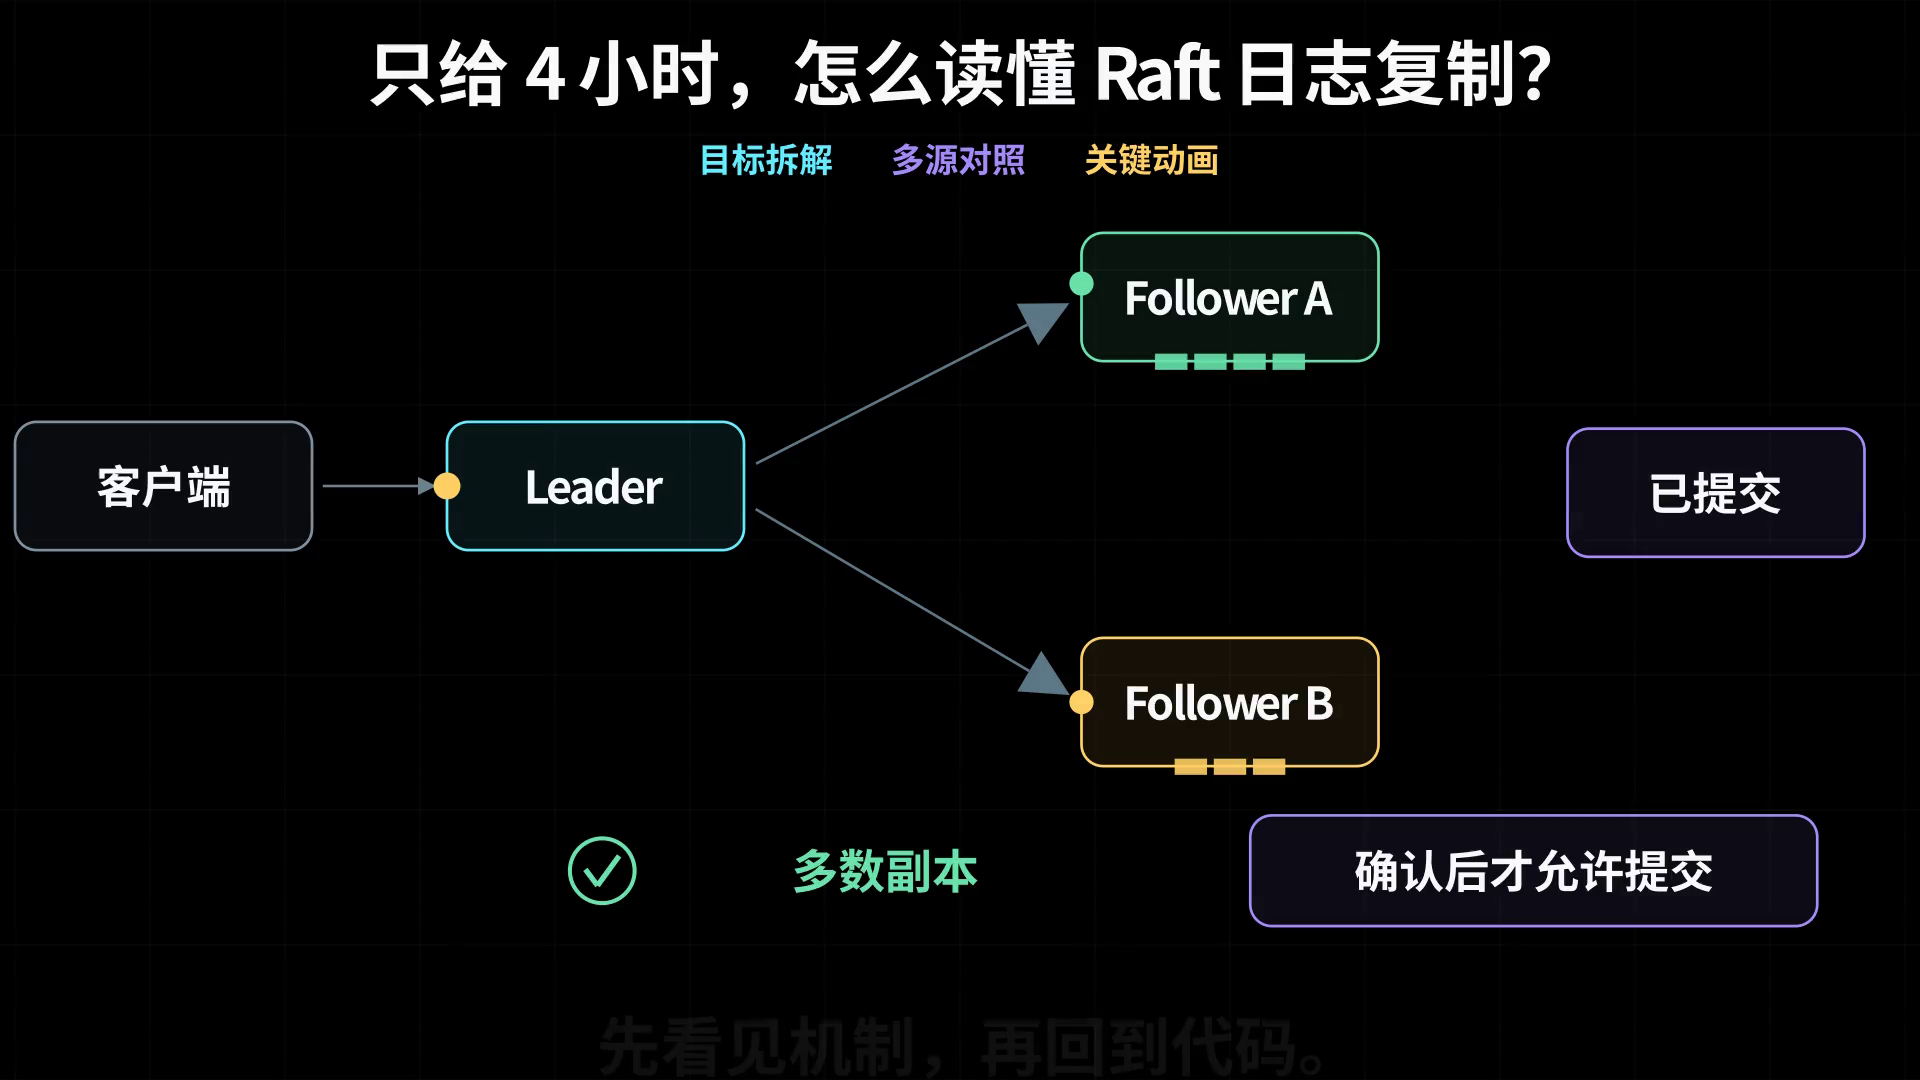 只给 4 小时，怎么读懂 Raft 日志复制？
目标拆解 多源对照 关键动画
Follower A
客户端
Leader
已提交
Follower B
多数副本
确认后才允许提交
先看见机制，再回到代码。